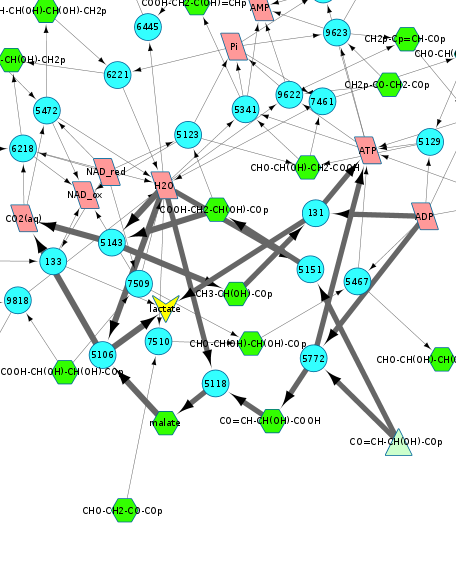 COOH-CH2-C(OH)=CHp
AMP
-CH(OH)-CH2p
6445
9623
CH2p-Cp=CH-COp
Pi
CHO-CH(
-CH(OH)-CH2p
6221
CH2p-CO-CH2-COp
5472
5341
9622
7461
5123
5129
6218
ATP
CHO-CH(OH)-CH2-COOH
NAD_red
NAD_ox
H2O
CO2(aq)
COOH-CH2-CH(OH)-COp
131
ADP
5143
133
5151
7509
CH3-CH(OH)-COp
5467
9818
lactate
7510
CHO-CH(OH)-CH(OH)-COp
5106
5772
CHO-CH(OH)-CH(
COOH-CH(OH)-CH(OH)-COp
5118
malate
CO=CH-CH(OH)-COOH
CO=CH-CH(OH)-COp
CHO-CH2-CO-COp